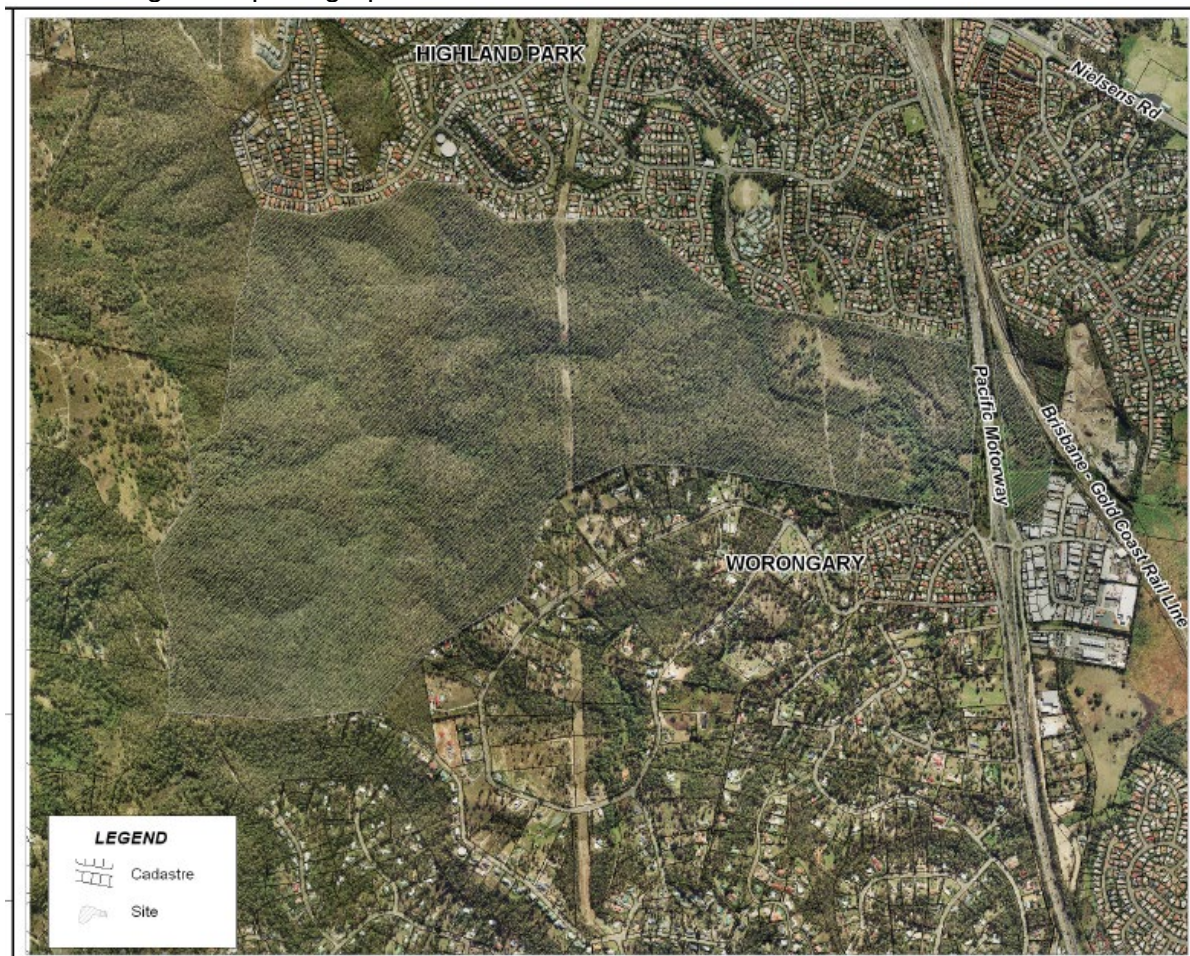 HIGHLAND PARK
Nielsens Rd
Pacific Motorway
Brisbane - Gold Coast Rail Line
WORONGARY
LEGEND
Cadastre
Site